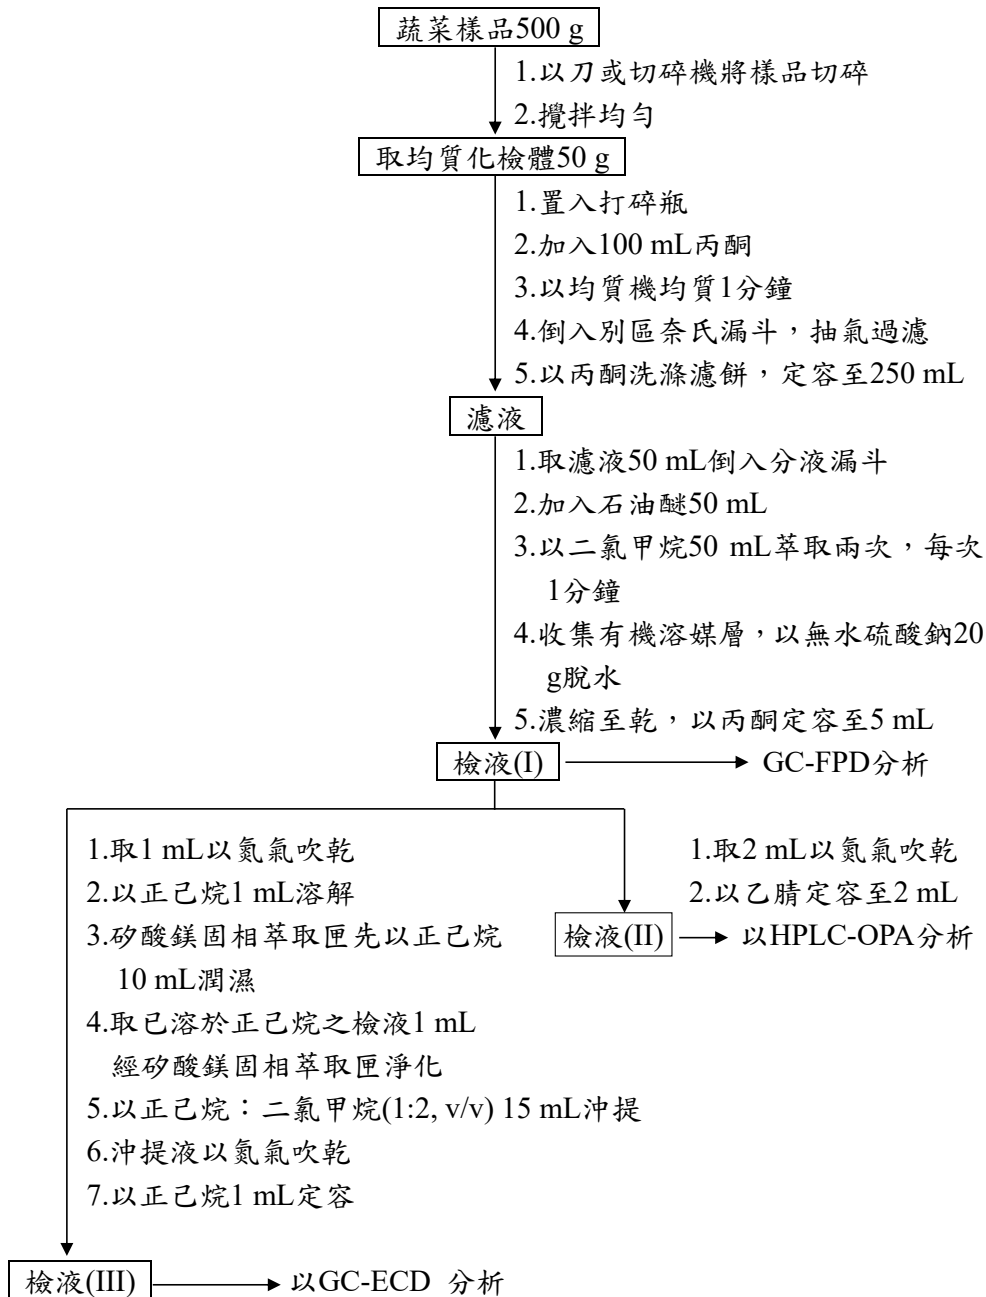 蔬菜樣品500 g
1.以刀或切碎機將樣品切碎
2.攪拌均勻
取均質化檢體50 g
1.置入打碎瓶
2.加入100 mL丙酮
3.以均質機均質1分鐘
4.倒入別區奈氏漏斗，抽氣過濾
5.以丙酮洗滌濾餅，定容至250 mL
濾液
1.取濾液50 mL倒入分液漏斗
2.加入石油醚50 mL
3.以二氯甲烷50 mL萃取兩次，每次
1分鐘
4.收集有機溶媒層，以無水硫酸鈉20
g脫水
5.濃縮至乾，以丙酮定容至5 mL
檢液(I)
GC-FPD分析
1.取1 mL以氮氣吹乾
2.以正己烷1 mL溶解
3.矽酸鎂固相萃取匣先以正己烷
10 mL潤濕
4.取已溶於正己烷之檢液1 mL
經矽酸鎂固相萃取匣淨化
5.以正己烷：二氯甲烷(1:2, v/v) 15 mL沖提
6.沖提液以氮氣吹乾
7.以正己烷1 mL定容
1.取2 mL以氮氣吹乾
2.以乙腈定容至2 mL
檢液(II)
以HPLC-OPA分析
檢液(III)
以GC-ECD 分析